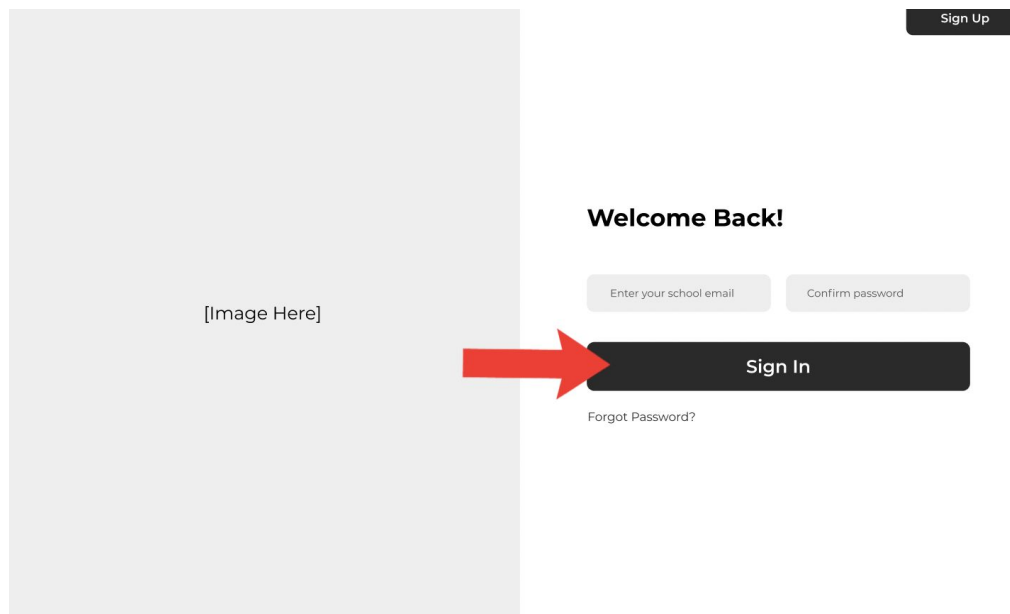 Sign Up
Welcome Back!
Enter your school email
Confirm password
[Image Here]
Sign In
Forgot Password?